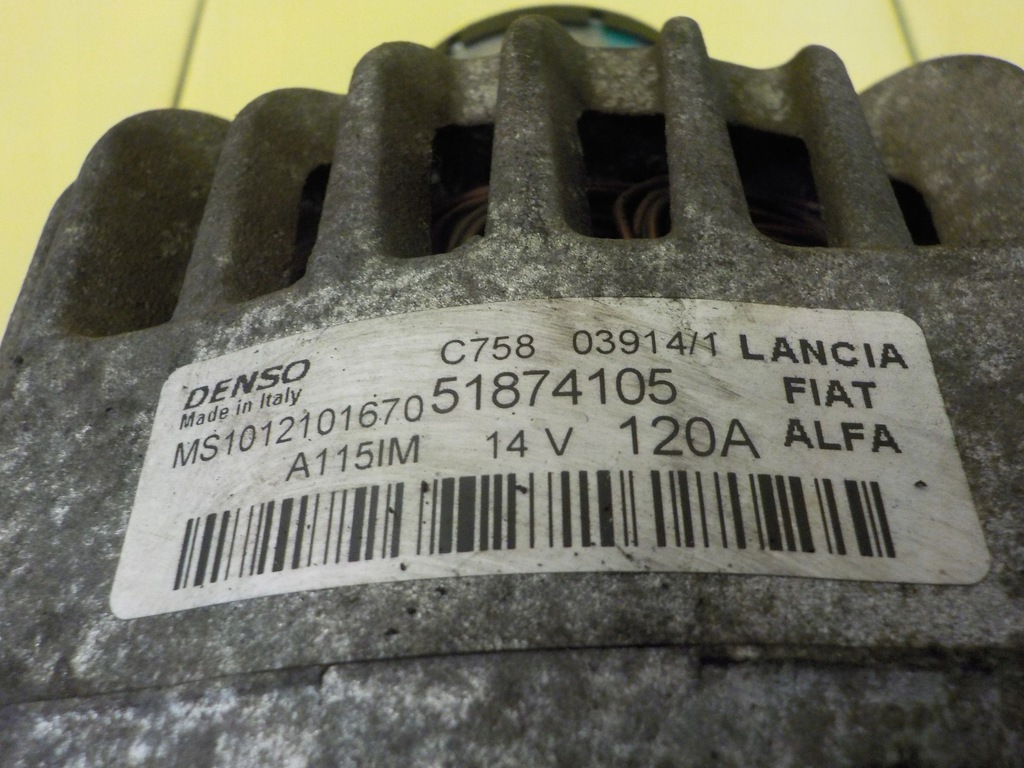 C758 03914/1 LANCIA
DENSO
Made in Italy
51874105 FIAT
MS1012101670
A115IM 14 V 120A ALFA